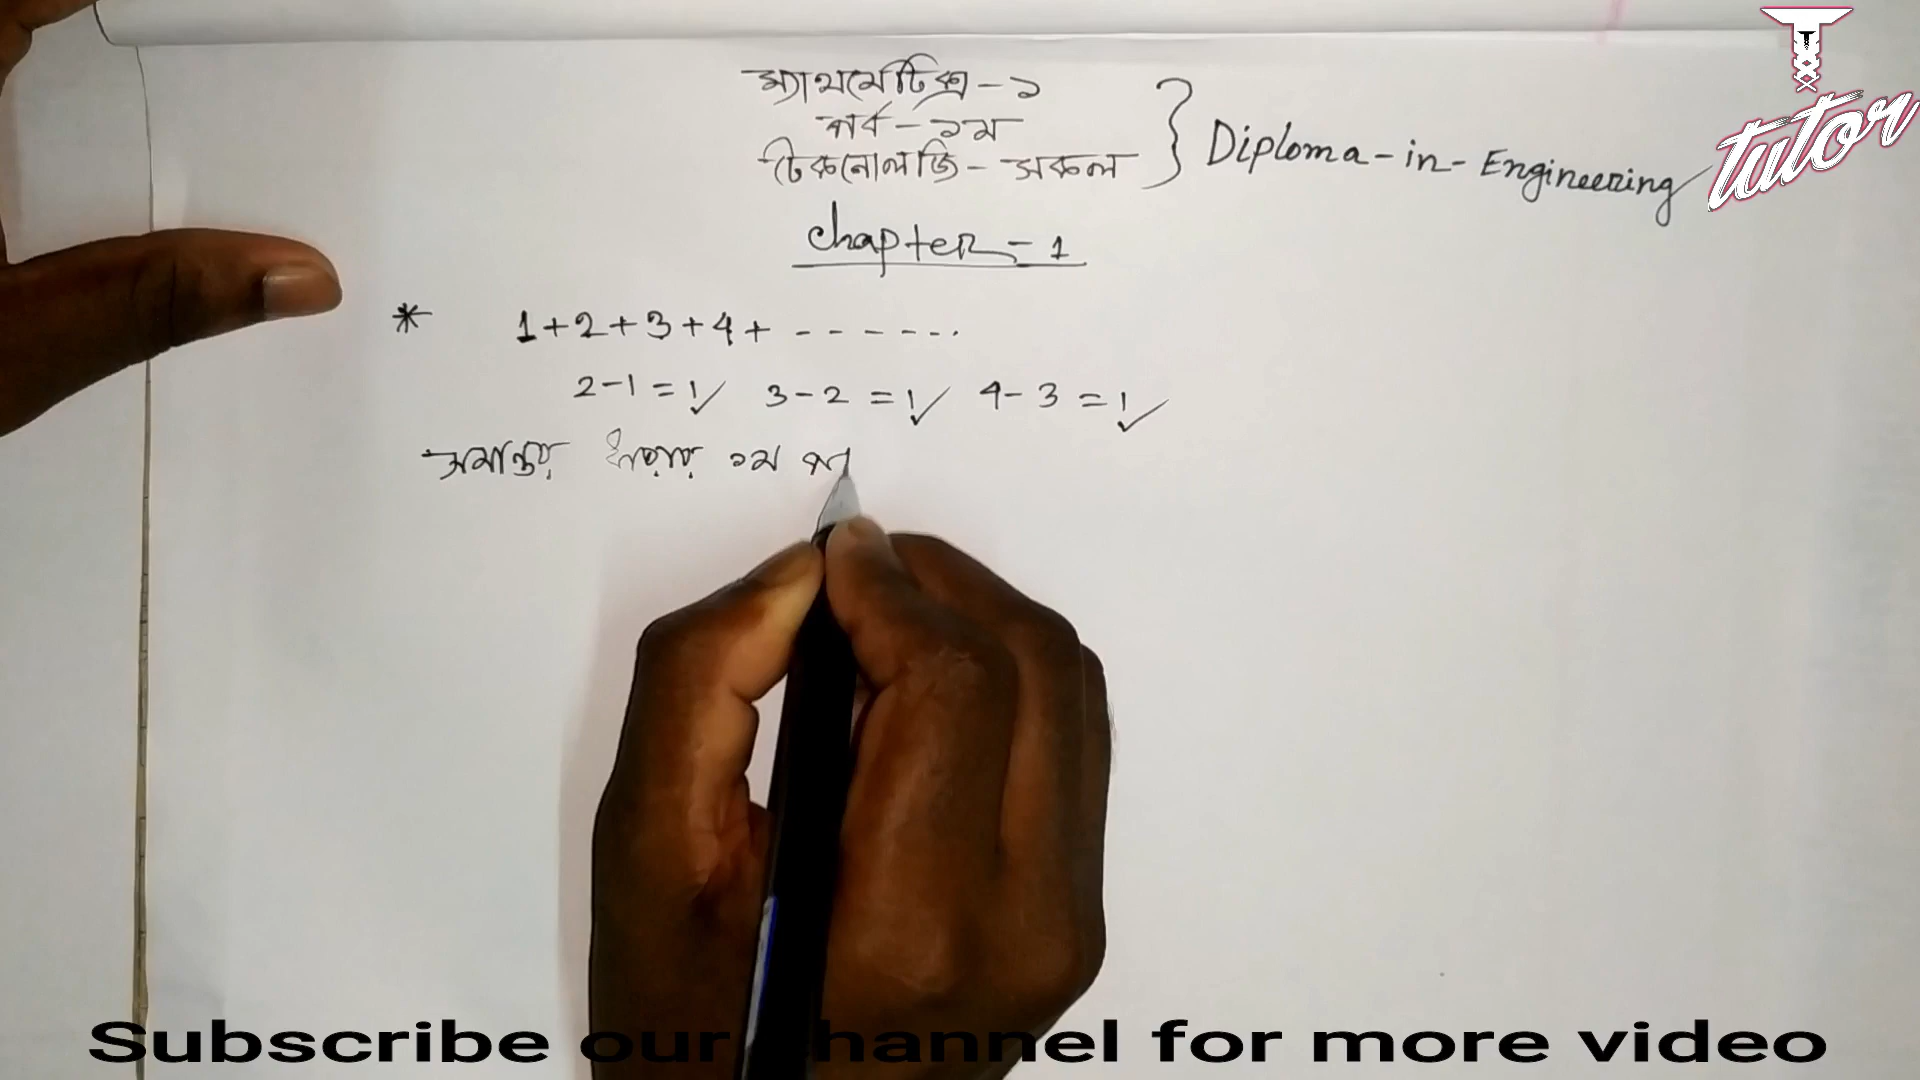 ম্যাথমেটিক্স - ১
পর্ব - ১ম
টেকনোলজি - সকল
} Diploma-in-Engineering
Chapter - 1
* 1+2+3+4+ - - - - - - .
2-1 = 1✓ 3-2 = 1✓ 4-3 = 1✓
সমান্তর ধারার ১ম
T
tutor
Subscribe our channel for more video